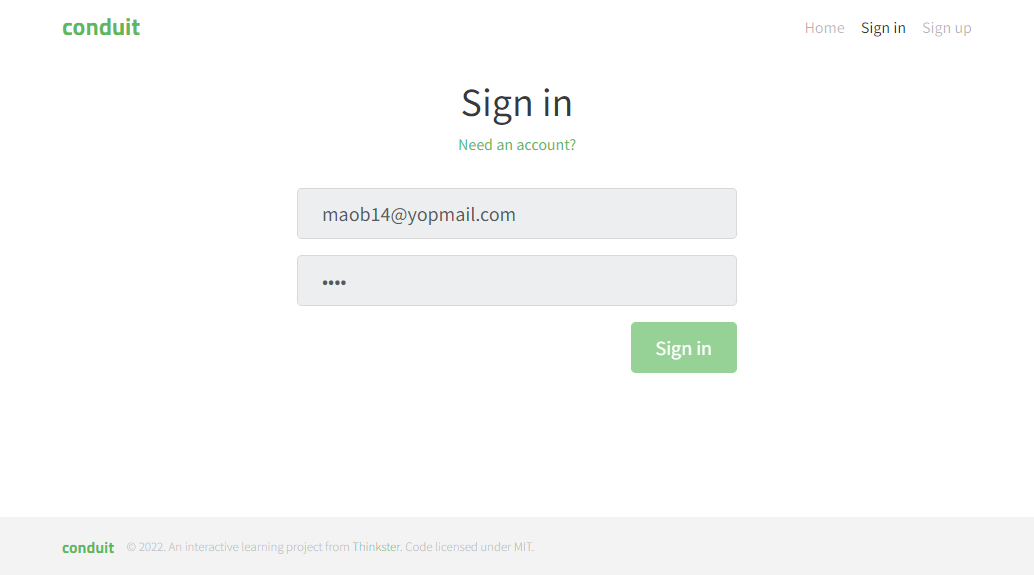 conduit
Home Sign in Sign up
Sign in
Need an account?
maob14@yopmail.com
••••
Sign in
conduit © 2022. An interactive learning project from Thinkster. Code licensed under MIT.